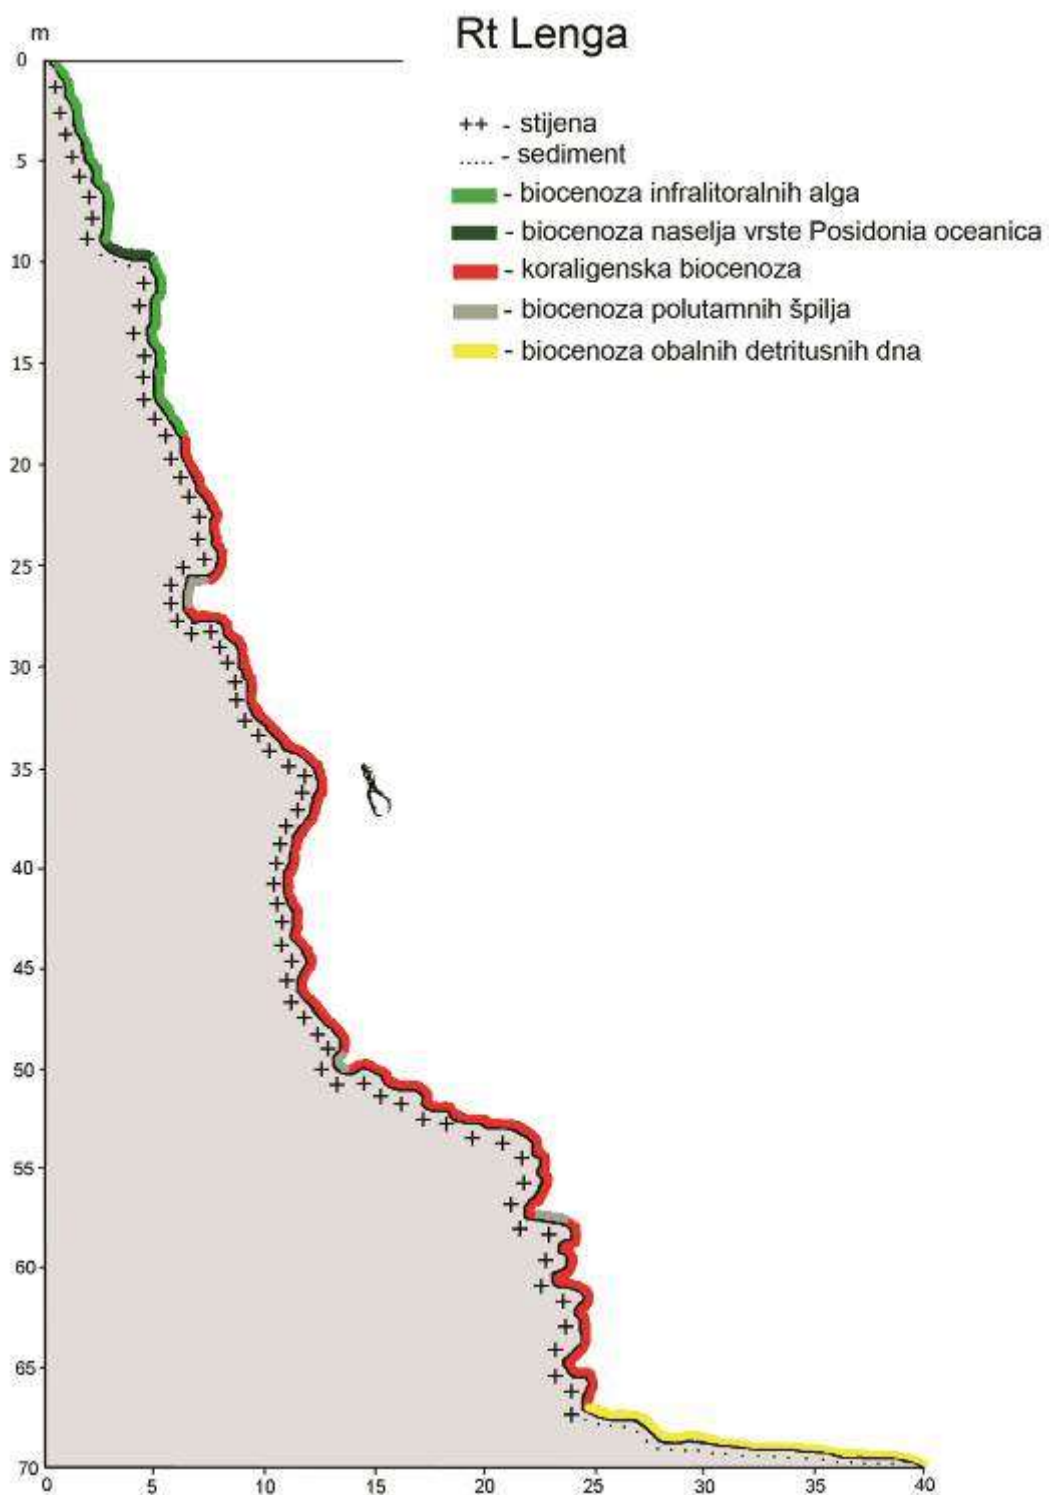 Rt Lenga
m
++ - stijena
..... - sediment
- biocenoza infralitoralnih alga
- biocenoza naselja vrste Posidonia oceanica
- koraligenska biocenoza
- biocenoza polutamnih špilja
- biocenoza obalnih detritusnih dna
0
5
10
15
20
25
30
35
40
45
50
55
60
65
70
0 5 10 15 20 25 30 35 40